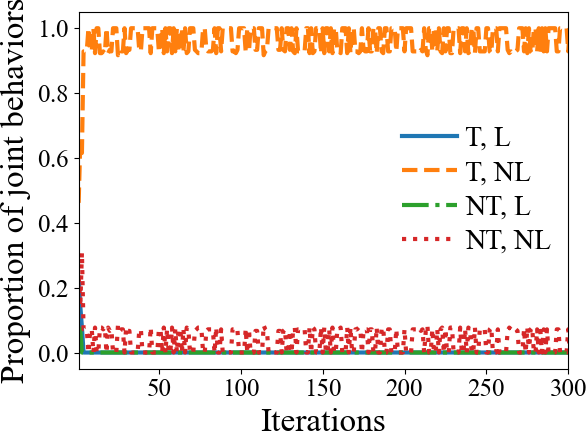 Proportion of joint behaviors
1.0
0.8
0.6
0.4
0.2
0.0
T, L
T, NL
NT, L
NT, NL
50 100 150 200 250 300
Iterations